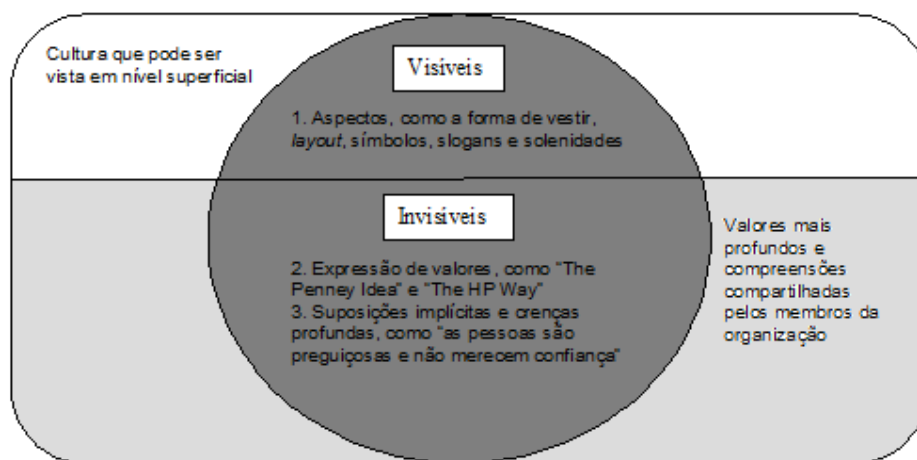 Cultura que pode ser
vista em nível superficial
Visíveis
1. Aspectos, como a forma de vestir,
layout, símbolos, slogans e solenidades
Invisíveis
2. Expressão de valores, como “The
Penney Idea” e “The HP Way”
3. Suposições implícitas e crenças
profundas, como “as pessoas são
preguiçosas e não merecem confiança”
Valores mais
profundos e
compreensões
compartilhadas
pelos membros da
organização